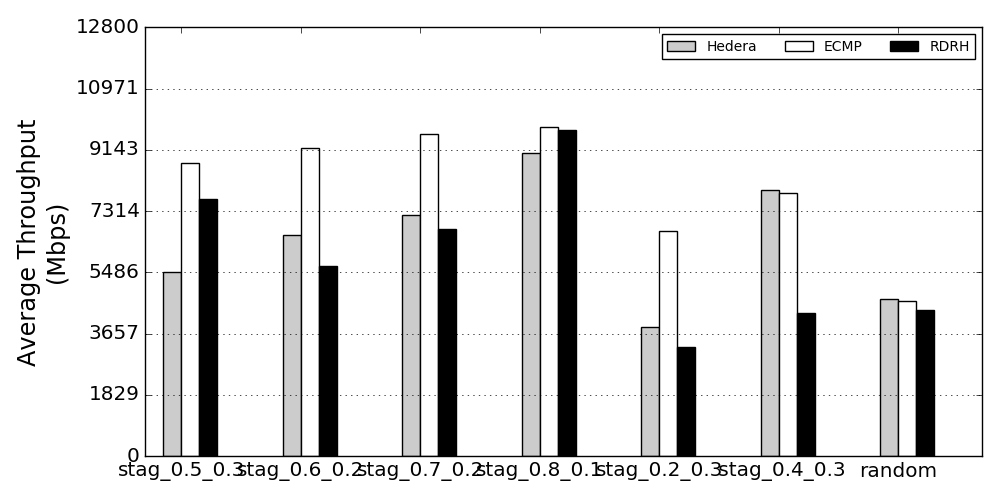 12800
10971
9143
7314
5486
3657
1829
0
Average Throughput
(Mbps)
Hedera ECMP RDRH
stag_0.5_0.3 stag_0.6_0.2 stag_0.7_0.2 stag_0.8_0.1 stag_0.2_0.3 stag_0.4_0.3 random